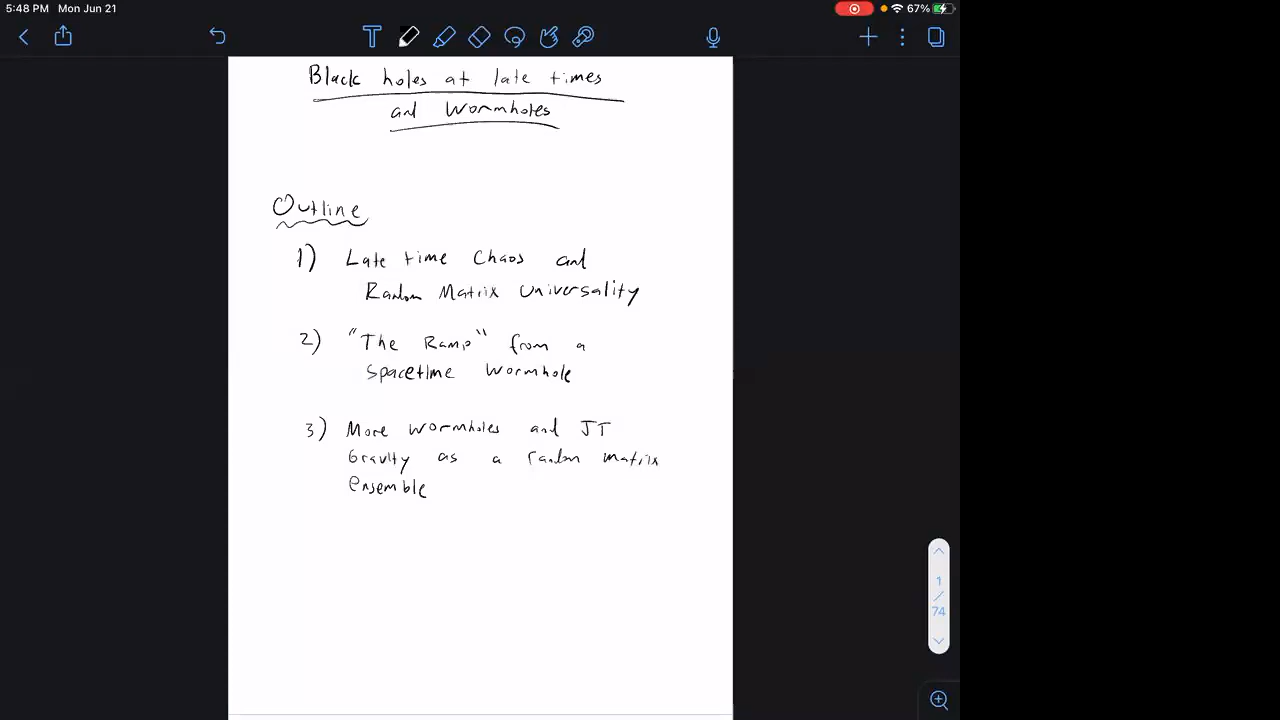 5:48 PM Mon Jun 21
67%
T
Black holes at late times
and Wormholes
Outline
1) Late time Chaos and
Random Matrix Universality
2) "The Ramp" from a
Spacetime Wormhole
3) More wormholes and JT
Gravity as a random matrix
ensemble
1
/
74